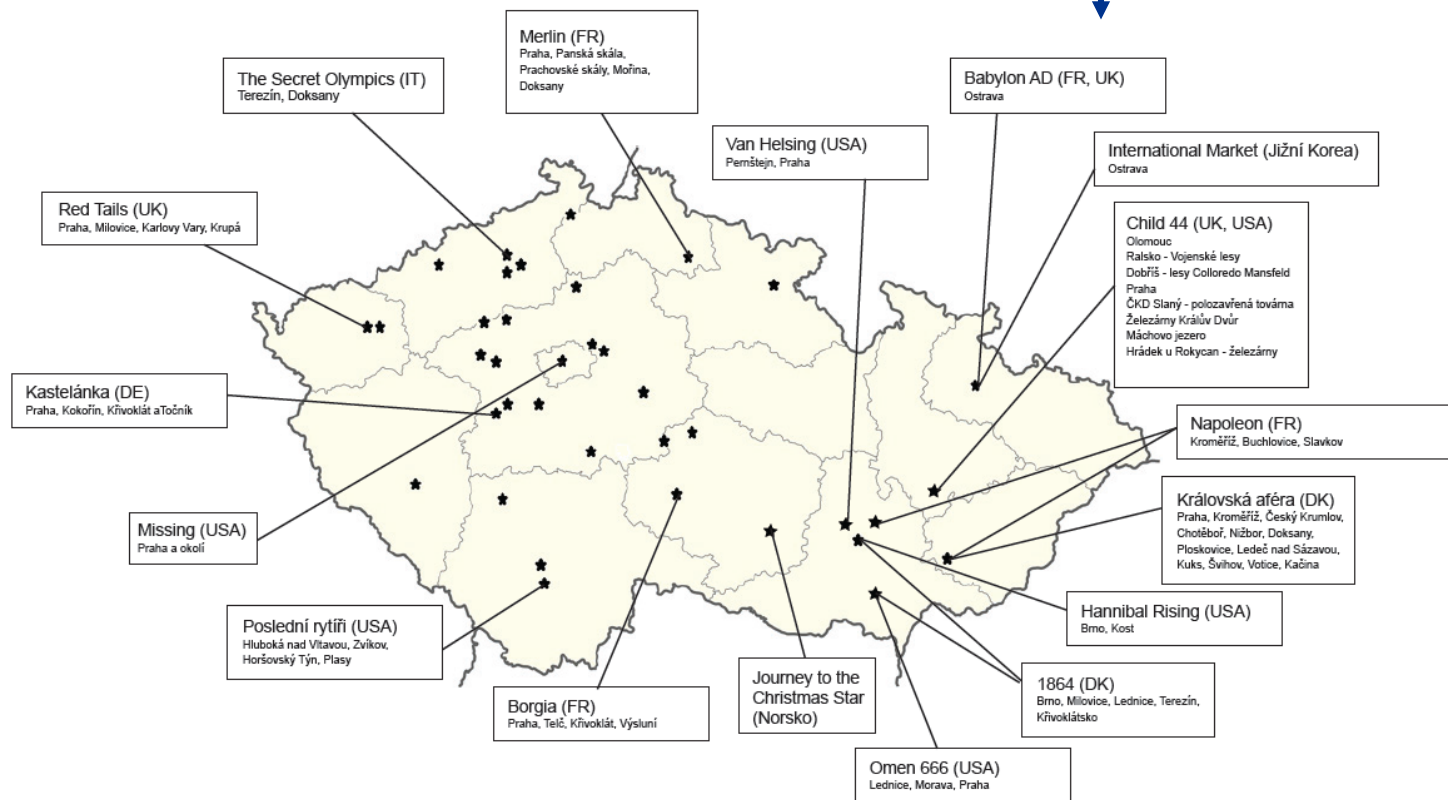 Merlin (FR)
Praha, Panská skála,
Prachovské skály, Mořina,
Doksany
The Secret Olympics (IT)
Terezín, Doksany
Babylon AD (FR, UK)
Ostrava
Van Helsing (USA)
Pernštejn, Praha
International Market (Jižní Korea)
Ostrava
Red Tails (UK)
Praha, Milovice, Karlovy Vary, Krupá
Child 44 (UK, USA)
Olomouc
Ralsko - Vojenské lesy
Dobříš - lesy Colloredo Mansfeld
Praha
ČKD Slaný - polozavřená továrna
Železárny Králův Dvůr
Máchovo jezero
Hrádek u Rokycan - železárny
Kastelánka (DE)
Praha, Kokořín, Křivoklát aTočník
Napoleon (FR)
Kroměříž, Buchlovice, Slavkov
Královská aféra (DK)
Praha, Kroměříž, Český Krumlov,
Chotěboř, Nižbor, Doksany,
Ploskovice, Ledeč nad Sázavou,
Kuks, Švihov, Votice, Kačina
Missing (USA)
Praha a okolí
Hannibal Rising (USA)
Brno, Kost
Poslední rytíři (USA)
Hluboká nad Vltavou, Zvíkov,
Horšovský Týn, Plasy
Journey to the
Christmas Star
(Norsko)
1864 (DK)
Brno, Milovice, Lednice, Terezín,
Křivoklátsko
Borgia (FR)
Praha, Telč, Křivoklát, Výsluní
Omen 666 (USA)
Lednice, Morava, Praha